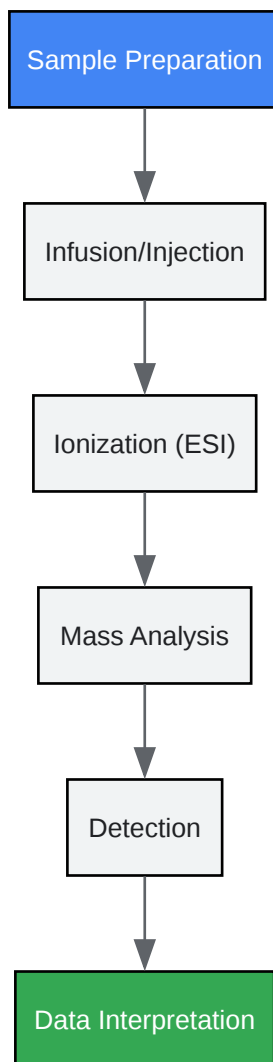 Sample Preparation
Infusion/Injection
Ionization (ESI)
Mass Analysis
Detection
Data Interpretation